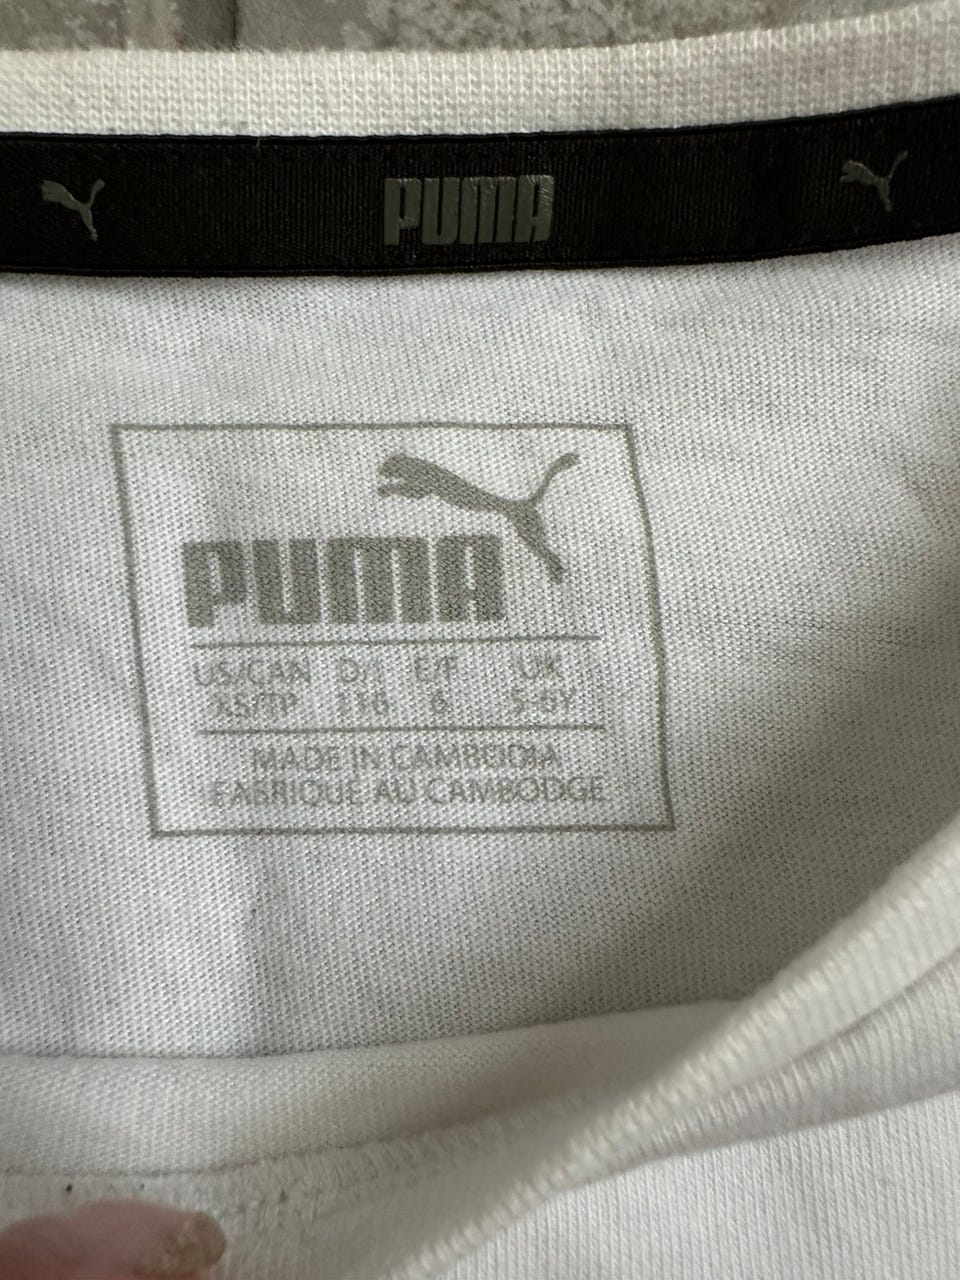 PUMA
PUMA
US/CAN D/I E/F UK
XS/TP 116 6 5-6Y
MADE IN CAMBODIA
FABRIQUÉ AU CAMBODGE